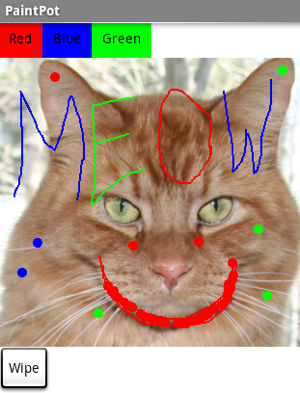 PaintPot
Red Blue Green
MEOW
Wipe